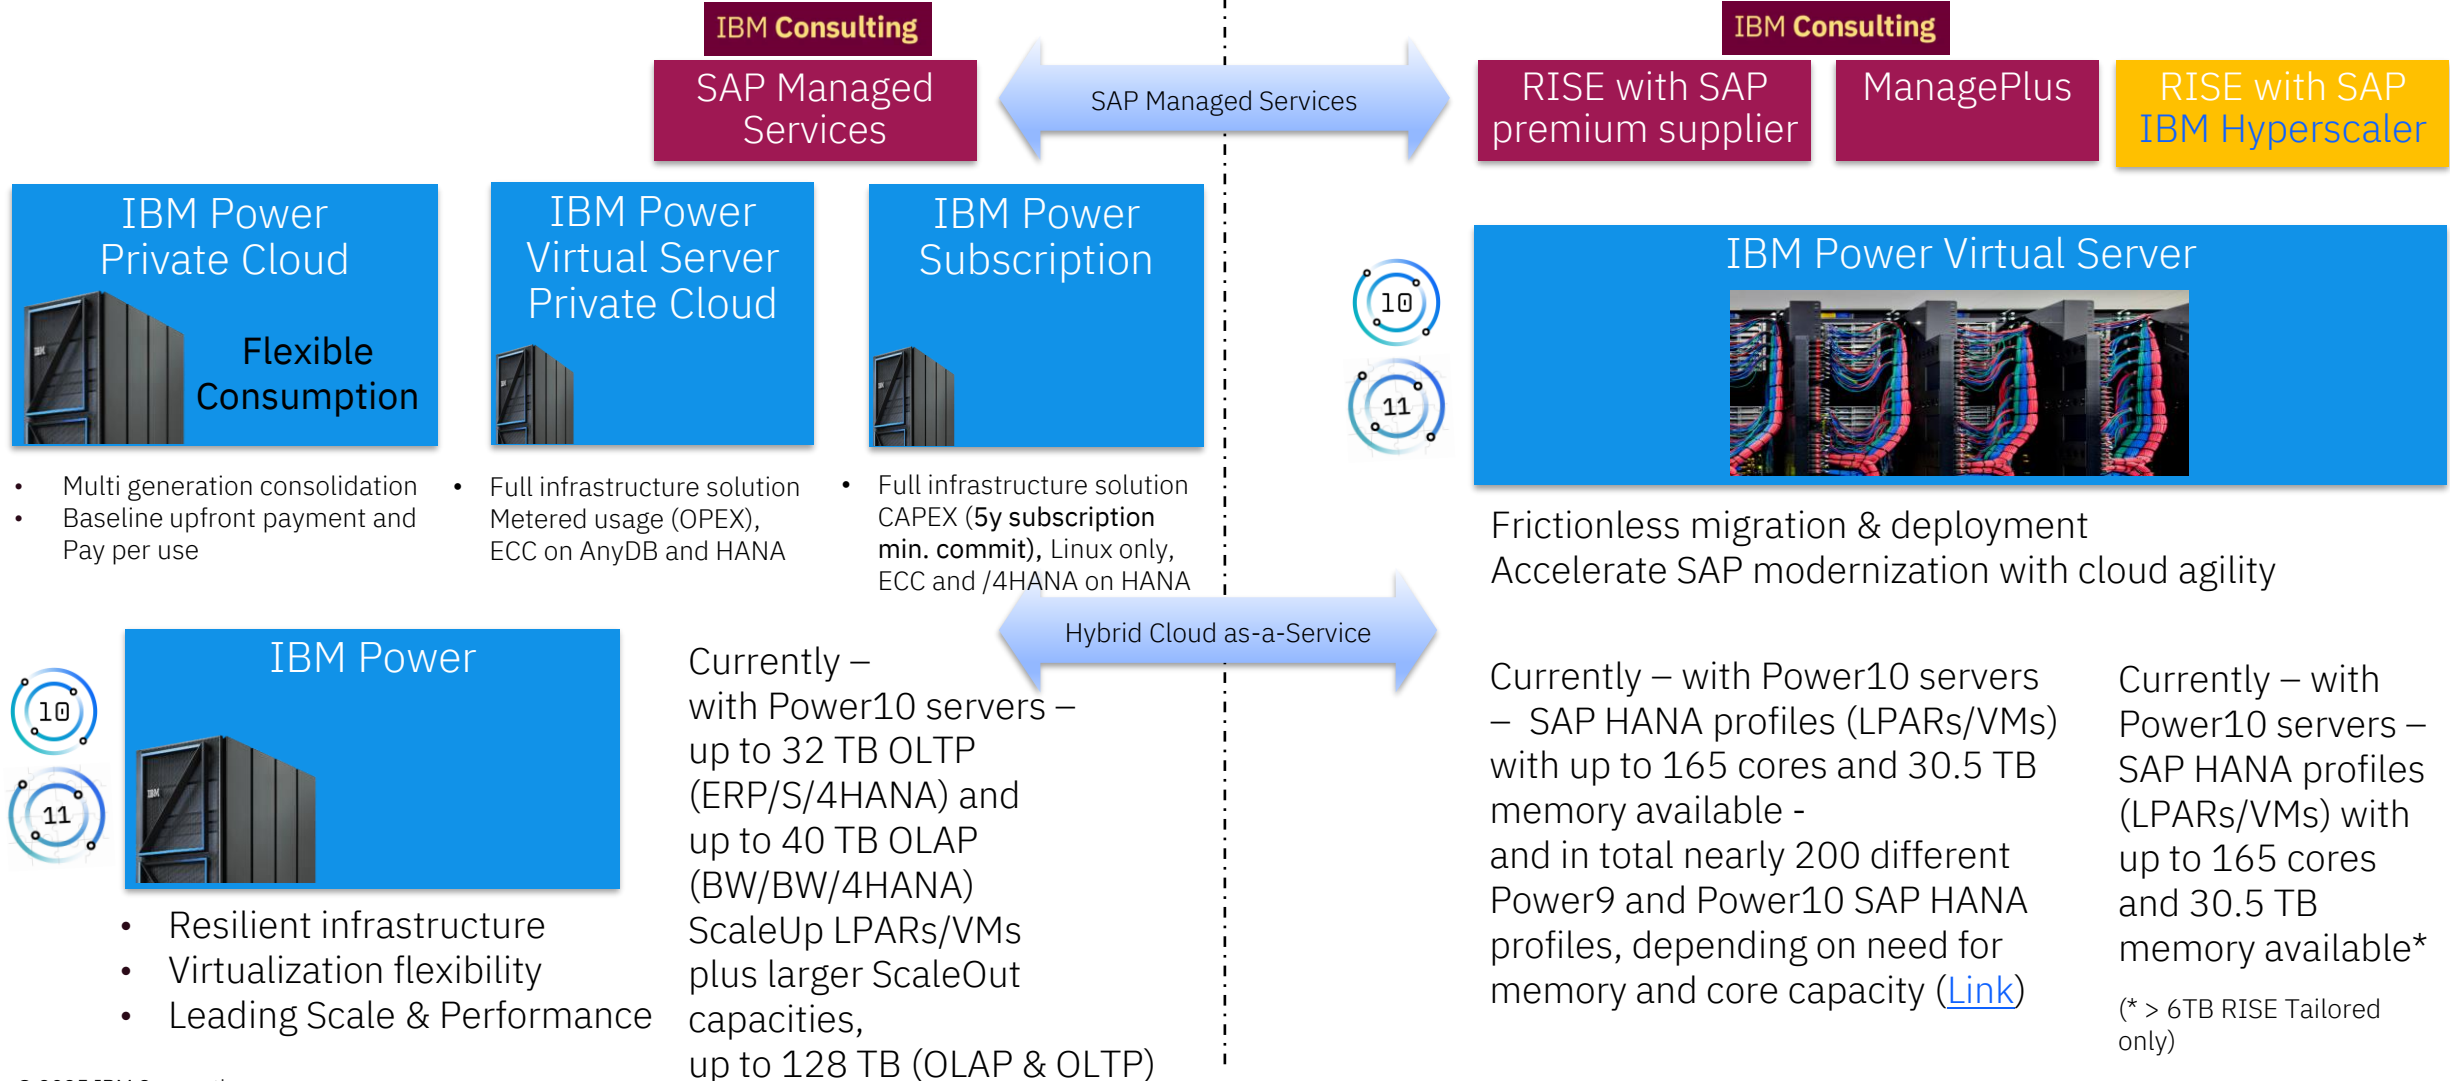 IBM Consulting
SAP Managed
Services
SAP Managed Services
IBM Consulting
RISE with SAP
premium supplier
ManagePlus
RISE with SAP
IBM Hyperscaler
IBM Power
Private Cloud
Flexible
Consumption
IBM Power
Virtual Server
Private Cloud
IBM Power
Subscription
10
11
IBM Power Virtual Server
• Multi generation consolidation
• Baseline upfront payment and
Pay per use
• Full infrastructure solution
Metered usage (OPEX),
ECC on AnyDB and HANA
• Full infrastructure solution
CAPEX (5y subscription
min. commit), Linux only,
ECC and /4HANA on HANA
Frictionless migration & deployment
Accelerate SAP modernization with cloud agility
Hybrid Cloud as-a-Service
10
11
IBM Power
IBM
• Resilient infrastructure
• Virtualization flexibility
• Leading Scale & Performance
Currently –
with Power10 servers –
up to 32 TB OLTP
(ERP/S/4HANA) and
up to 40 TB OLAP
(BW/BW/4HANA)
ScaleUp LPARs/VMs
plus larger ScaleOut
capacities,
up to 128 TB (OLAP & OLTP)
Currently – with Power10 servers
– SAP HANA profiles (LPARs/VMs)
with up to 165 cores and 30.5 TB
memory available -
and in total nearly 200 different
Power9 and Power10 SAP HANA
profiles, depending on need for
memory and core capacity (Link)
Currently – with
Power10 servers –
SAP HANA profiles
(LPARs/VMs) with
up to 165 cores
and 30.5 TB
memory available*
(* > 6TB RISE Tailored
only)